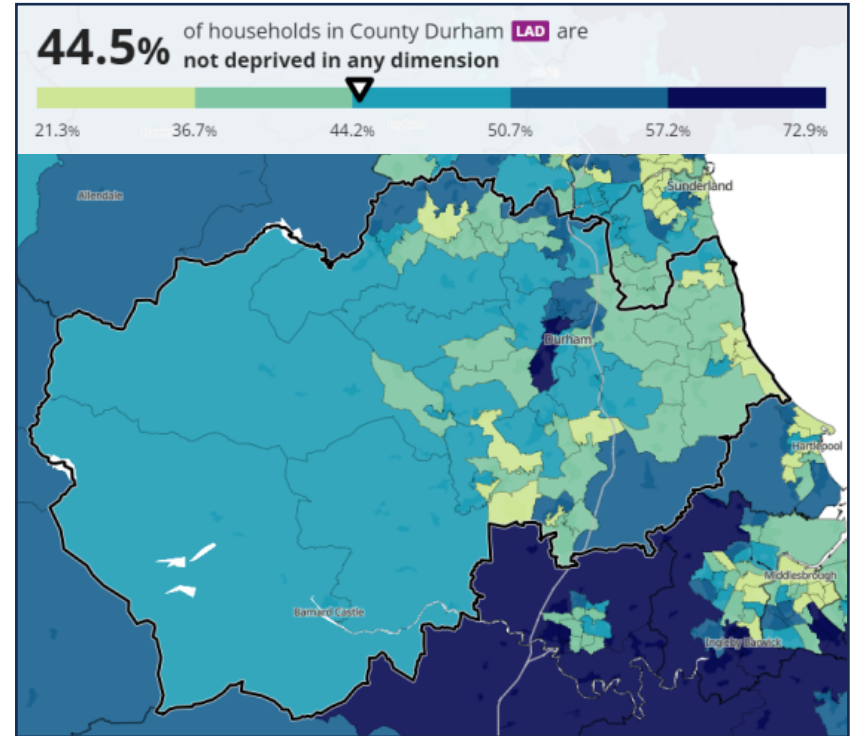 44.5% of households in County Durham LAD are
not deprived in any dimension
21.3% 36.7% 44.2% 50.7% 57.2% 72.9%
Allendale
Sunderland
Durham
Hartlepool
Middlesbrough
Barnard Castle
Ingleby Barwick